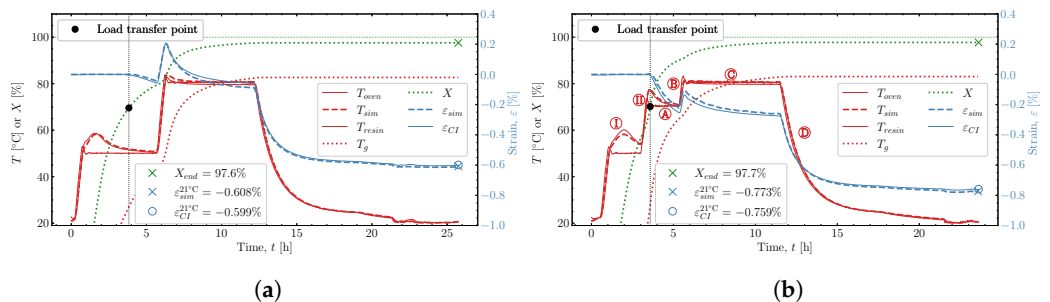 Load transfer point
T [°C] or X [%]
100
80
60
40
20
0.4
0.2
0.0
−0.2
−0.4
−0.6
−0.8
−1.0
Strain, ε [%]
T_oven
T_sim
T_resin
T_g
X
ε_sim
ε_CI
X_end = 97.6%
ε_sim^21°C = −0.608%
ε_CI^21°C = −0.599%
0 5 10 15 20 25
Time, t [h]
(a)
Load transfer point
T [°C] or X [%]
100
80
60
40
20
0.4
0.2
0.0
−0.2
−0.4
−0.6
−0.8
−1.0
Strain, ε [%]
I
II
A
B
C
D
T_oven
T_sim
T_resin
T_g
X
ε_sim
ε_CI
X_end = 97.7%
ε_sim^21°C = −0.773%
ε_CI^21°C = −0.759%
0 5 10 15 20
Time, t [h]
(b)